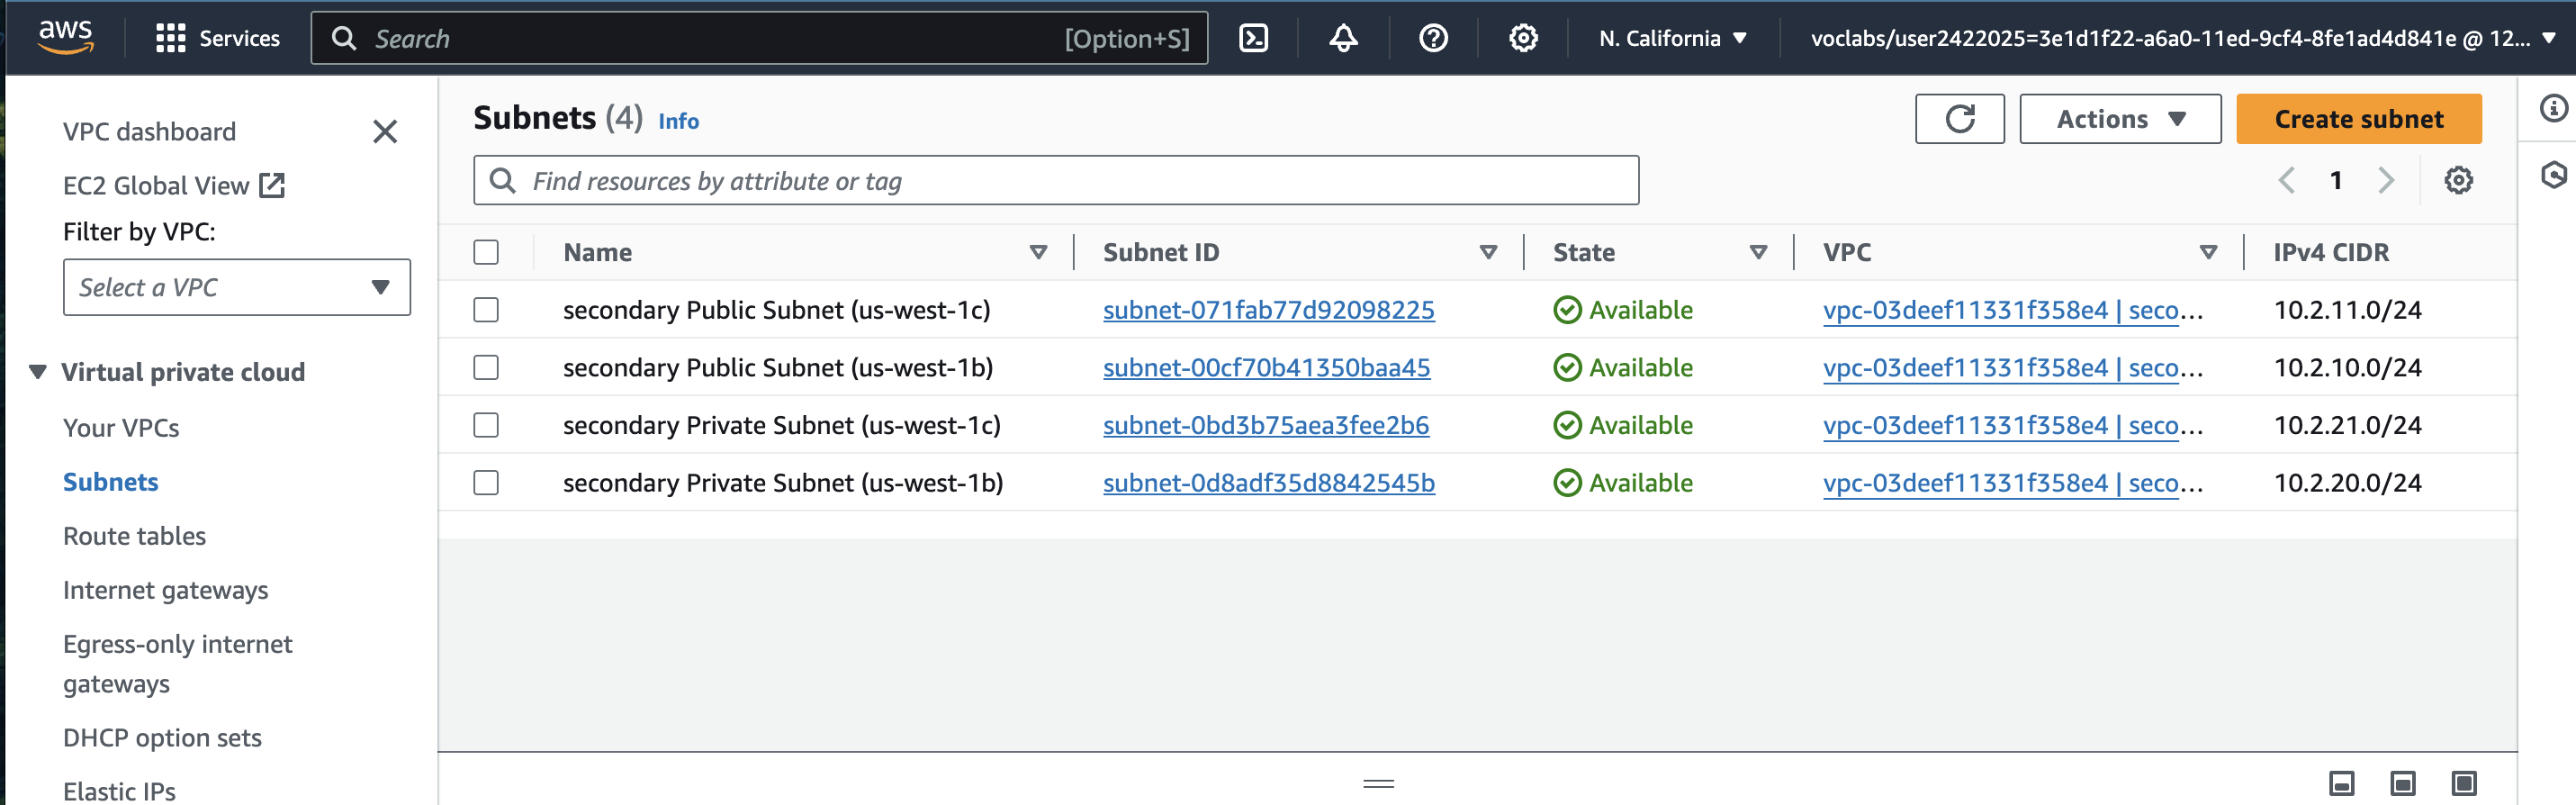 aws
Services
Search
[Option+S]
N. California
voclabs/user2422025=3e1d1f22-a6a0-11ed-9cf4-8fe1ad4d841e @ 12...
VPC dashboard
EC2 Global View
Filter by VPC:
Select a VPC
Virtual private cloud
Your VPCs
Subnets
Route tables
Internet gateways
Egress-only internet
gateways
DHCP option sets
Elastic IPs
Subnets (4) Info
Actions
Create subnet
Find resources by attribute or tag
1
Name Subnet ID State VPC IPv4 CIDR
secondary Public Subnet (us-west-1c) subnet-071fab77d92098225 Available vpc-03deef11331f358e4 | seco... 10.2.11.0/24
secondary Public Subnet (us-west-1b) subnet-00cf70b41350baa45 Available vpc-03deef11331f358e4 | seco... 10.2.10.0/24
secondary Private Subnet (us-west-1c) subnet-0bd3b75aea3fee2b6 Available vpc-03deef11331f358e4 | seco... 10.2.21.0/24
secondary Private Subnet (us-west-1b) subnet-0d8adf35d8842545b Available vpc-03deef11331f358e4 | seco... 10.2.20.0/24